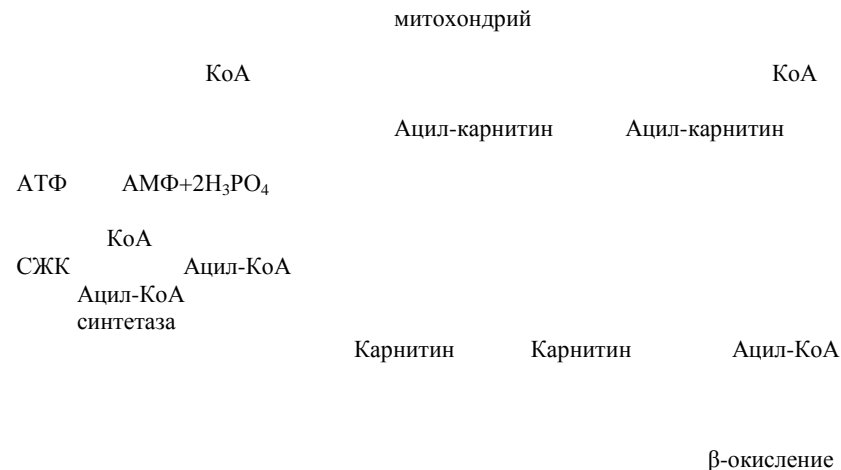 митохондрий
КоА КоА
Ацил-карнитин Ацил-карнитин
АТФ АМФ+2H₃PO₄
КоА
СЖК Ацил-КоА
Ацил-КоА
синтетаза
Карнитин Карнитин Ацил-КоА
β-окисление